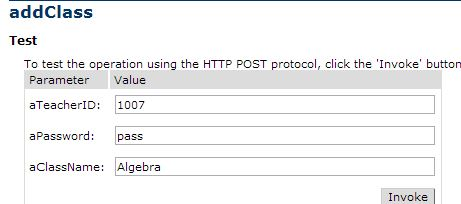 addClass
Test
To test the operation using the HTTP POST protocol, click the 'Invoke' button
Parameter Value
aTeacherID: 1007
aPassword: pass
aClassName: Algebra
Invoke